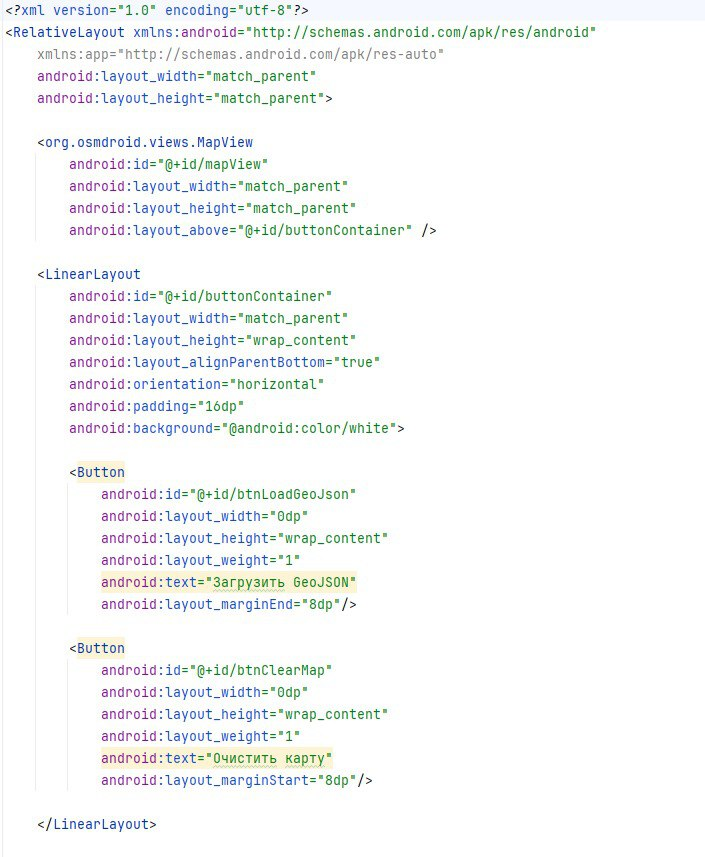 <?xml version="1.0" encoding="utf-8"?>
<RelativeLayout xmlns:android="http://schemas.android.com/apk/res/android"
    xmlns:app="http://schemas.android.com/apk/res-auto"
    android:layout_width="match_parent"
    android:layout_height="match_parent">

    <org.osmdroid.views.MapView
        android:id="@+id/mapView"
        android:layout_width="match_parent"
        android:layout_height="match_parent"
        android:layout_above="@+id/buttonContainer" />

    <LinearLayout
        android:id="@+id/buttonContainer"
        android:layout_width="match_parent"
        android:layout_height="wrap_content"
        android:layout_alignParentBottom="true"
        android:orientation="horizontal"
        android:padding="16dp"
        android:background="@android:color/white">

        <Button
            android:id="@+id/btnLoadGeoJson"
            android:layout_width="0dp"
            android:layout_height="wrap_content"
            android:layout_weight="1"
            android:text="Загрузить GeoJSON"
            android:layout_marginEnd="8dp"/>

        <Button
            android:id="@+id/btnClearMap"
            android:layout_width="0dp"
            android:layout_height="wrap_content"
            android:layout_weight="1"
            android:text="Очистить карту"
            android:layout_marginStart="8dp"/>

    </LinearLayout>